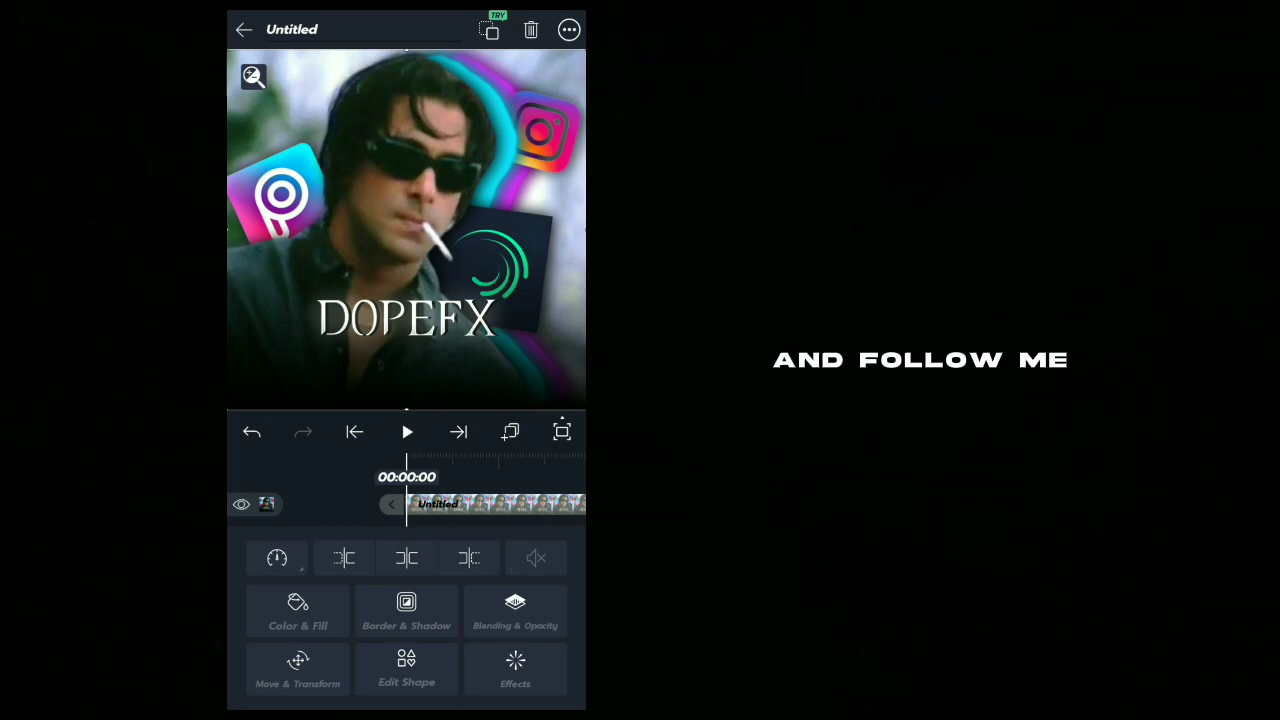 TRY
Untitled
DOPEFX
AND FOLLOW ME
00:00:00
Untitled
Color & Fill
Border & Shadow
Blending & Opacity
Move & Transform
Edit Shape
Effects